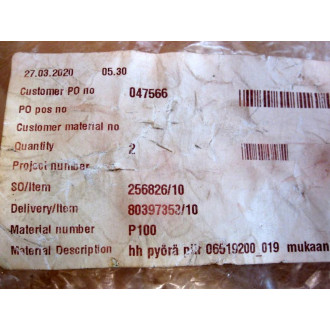 27.03.2020 05.30
Customer PO no 047566
PO pos no
Customer material no
Quantity 2
Project number
SO/Item 256826/10
Delivery/Item 80397353/10
Material number P100
Material Description hh pyörä piir 06519200_019 mukaan